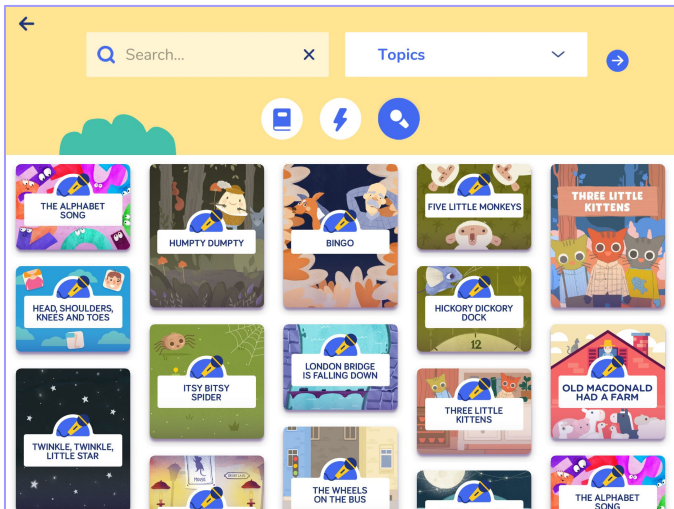 Search...
Topics
THE ALPHABET
SONG
HUMPTY DUMPTY
BINGO
FIVE LITTLE MONKEYS
THREE LITTLE
KITTENS
HEAD, SHOULDERS,
KNEES AND TOES
HICKORY DICKORY
DOCK
12
ITSY BITSY
SPIDER
LONDON BRIDGE
IS FALLING DOWN
OLD MACDONALD
HAD A FARM
THREE LITTLE
KITTENS
TWINKLE, TWINKLE,
LITTLE STAR
THE WHEELS
ON THE BUS
THE ALPHABET
SONG